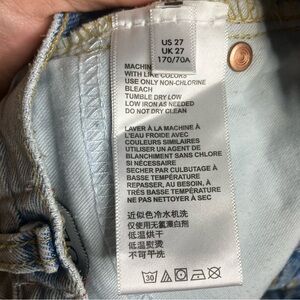 US 27
UK 27
170/70A
MACHIN
WITH LIKE COLORS
USE ONLY NON-CHLORINE
BLEACH
TUMBLE DRY LOW
LOW IRON AS NEEDED
DO NOT DRY CLEAN
LAVER À LA MACHINE À
L'EAU FROIDE AVEC
COULEURS SIMILAIRES
UTILISER UN AGENT DE
BLANCHIMENT SANS CHLORE
SI NÉCESSAIRE
SECHER PAR CULBUTAGE À
BASSE TEMPÉRATURE
REPASSER, AU BESOIN, À
TRÈS BASSE TEMPÉRATURE
NE PAS NETTOYER À SEC
近似色冷水机洗
仅使用无氯漂白剂
低温烘干
低温熨烫
不可干洗
30